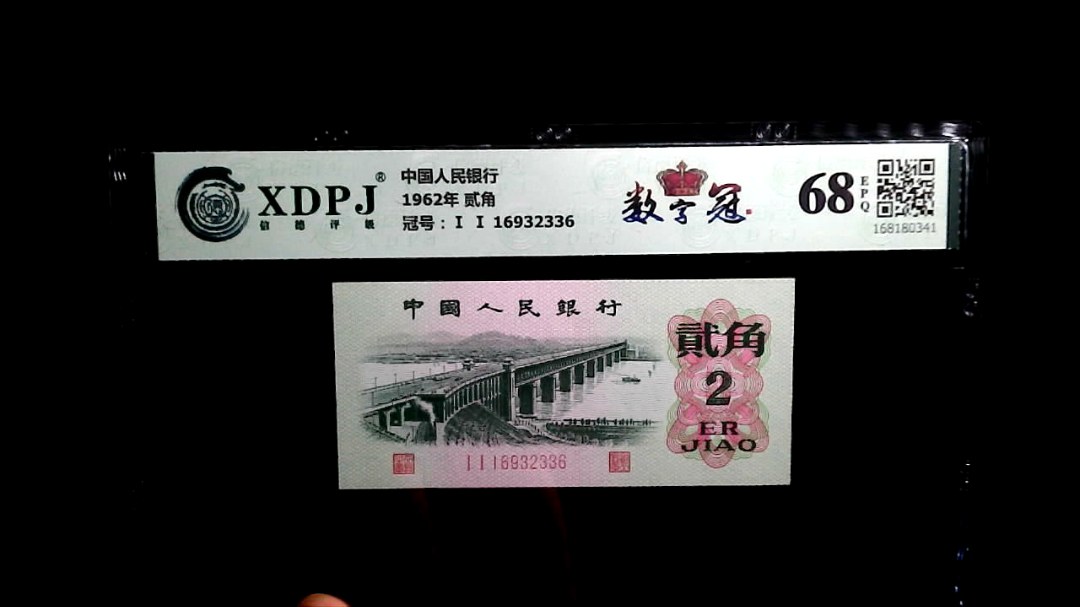 XDPJ®
信德评级
中国人民银行
1962年 贰角
冠号：I I 16932336
数字冠
68
EPQ
168180341
中國人民銀行
貳角
2
ER
JIAO
I I 16932336